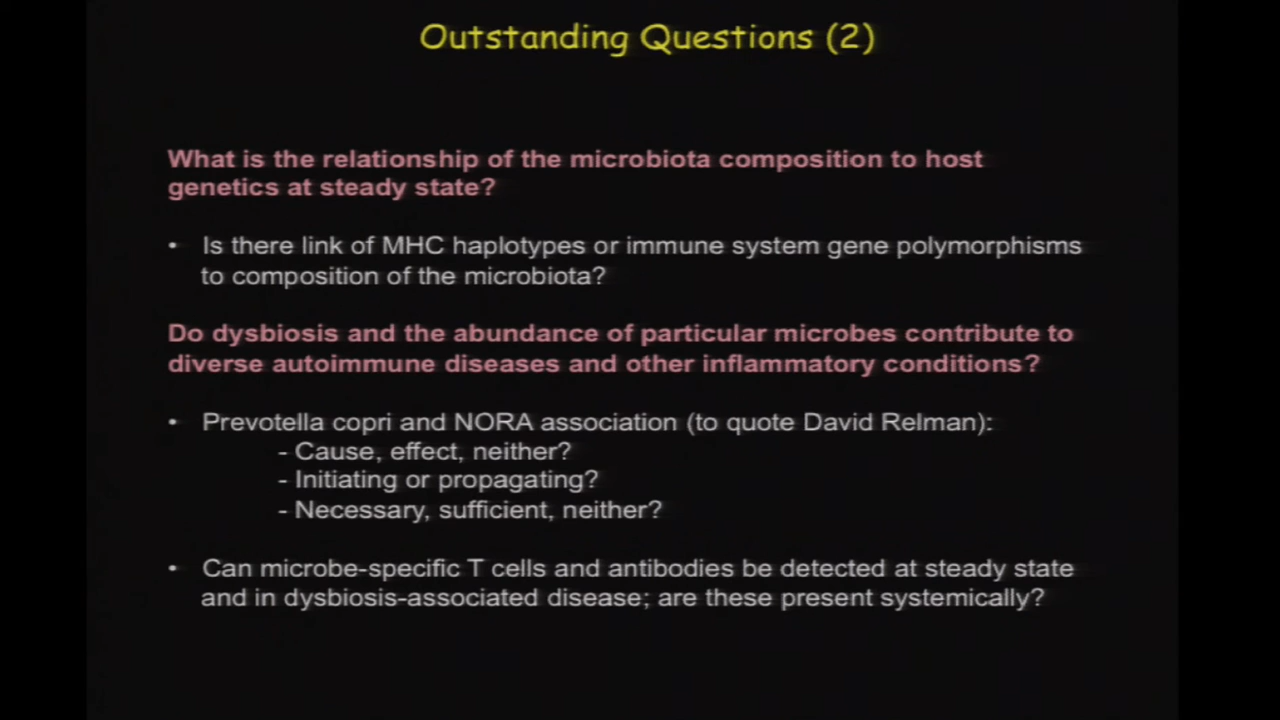 Outstanding Questions (2)
What is the relationship of the microbiota composition to host
genetics at steady state?
• Is there link of MHC haplotypes or immune system gene polymorphisms
to composition of the microbiota?
Do dysbiosis and the abundance of particular microbes contribute to
diverse autoimmune diseases and other inflammatory conditions?
• Prevotella copri and NORA association (to quote David Relman):
- Cause, effect, neither?
- Initiating or propagating?
- Necessary, sufficient, neither?
• Can microbe-specific T cells and antibodies be detected at steady state
and in dysbiosis-associated disease; are these present systemically?